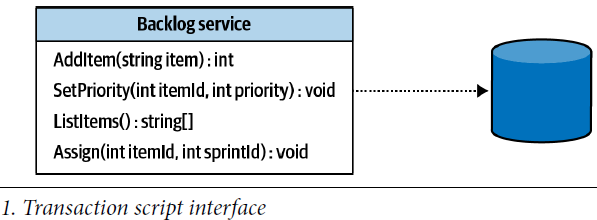 Backlog service
AddItem(string item) : int
SetPriority(int itemId, int priority) : void
ListItems() : string[]
Assign(int itemId, int sprintId) : void
1. Transaction script interface